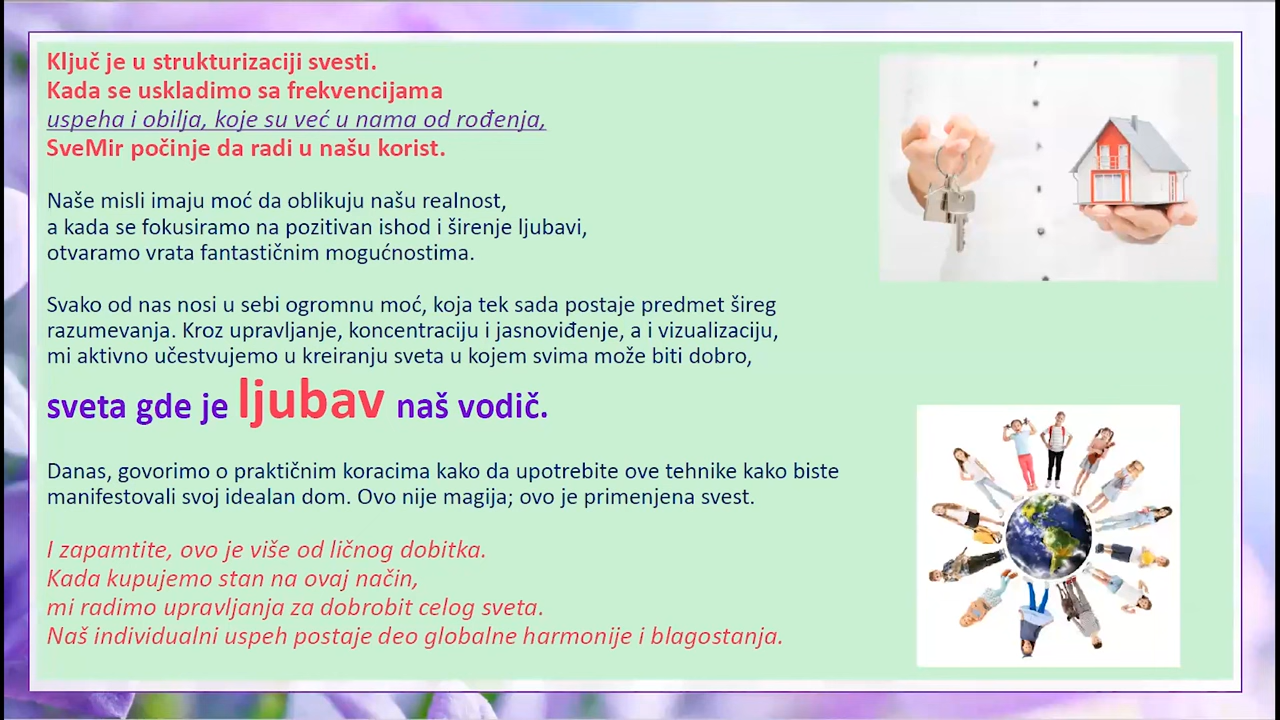 Ključ je u strukturizaciji svesti.
Kada se uskladimo sa frekvencijama
uspeha i obilja, koje su već u nama od rođenja,
SveMir počinje da radi u našu korist.
Naše misli imaju moć da oblikuju našu realnost,
a kada se fokusiramo na pozitivan ishod i širenje ljubavi,
otvaramo vrata fantastičnim mogućnostima.
Svako od nas nosi u sebi ogromnu moć, koja tek sada postaje predmet šireg
razumevanja. Kroz upravljanje, koncentraciju i jasnoviđenje, a i vizualizaciju,
mi aktivno učestvujemo u kreiranju sveta u kojem svima može biti dobro,
sveta gde je ljubav naš vodič.
Danas, govorimo o praktičnim koracima kako da upotrebite ove tehnike kako biste
manifestovali svoj idealan dom. Ovo nije magija; ovo je primenjena svest.
I zapamtite, ovo je više od ličnog dobitka.
Kada kupujemo stan na ovaj način,
mi radimo upravljanja za dobrobit celog sveta.
Naš individualni uspeh postaje deo globalne harmonije i blagostanja.